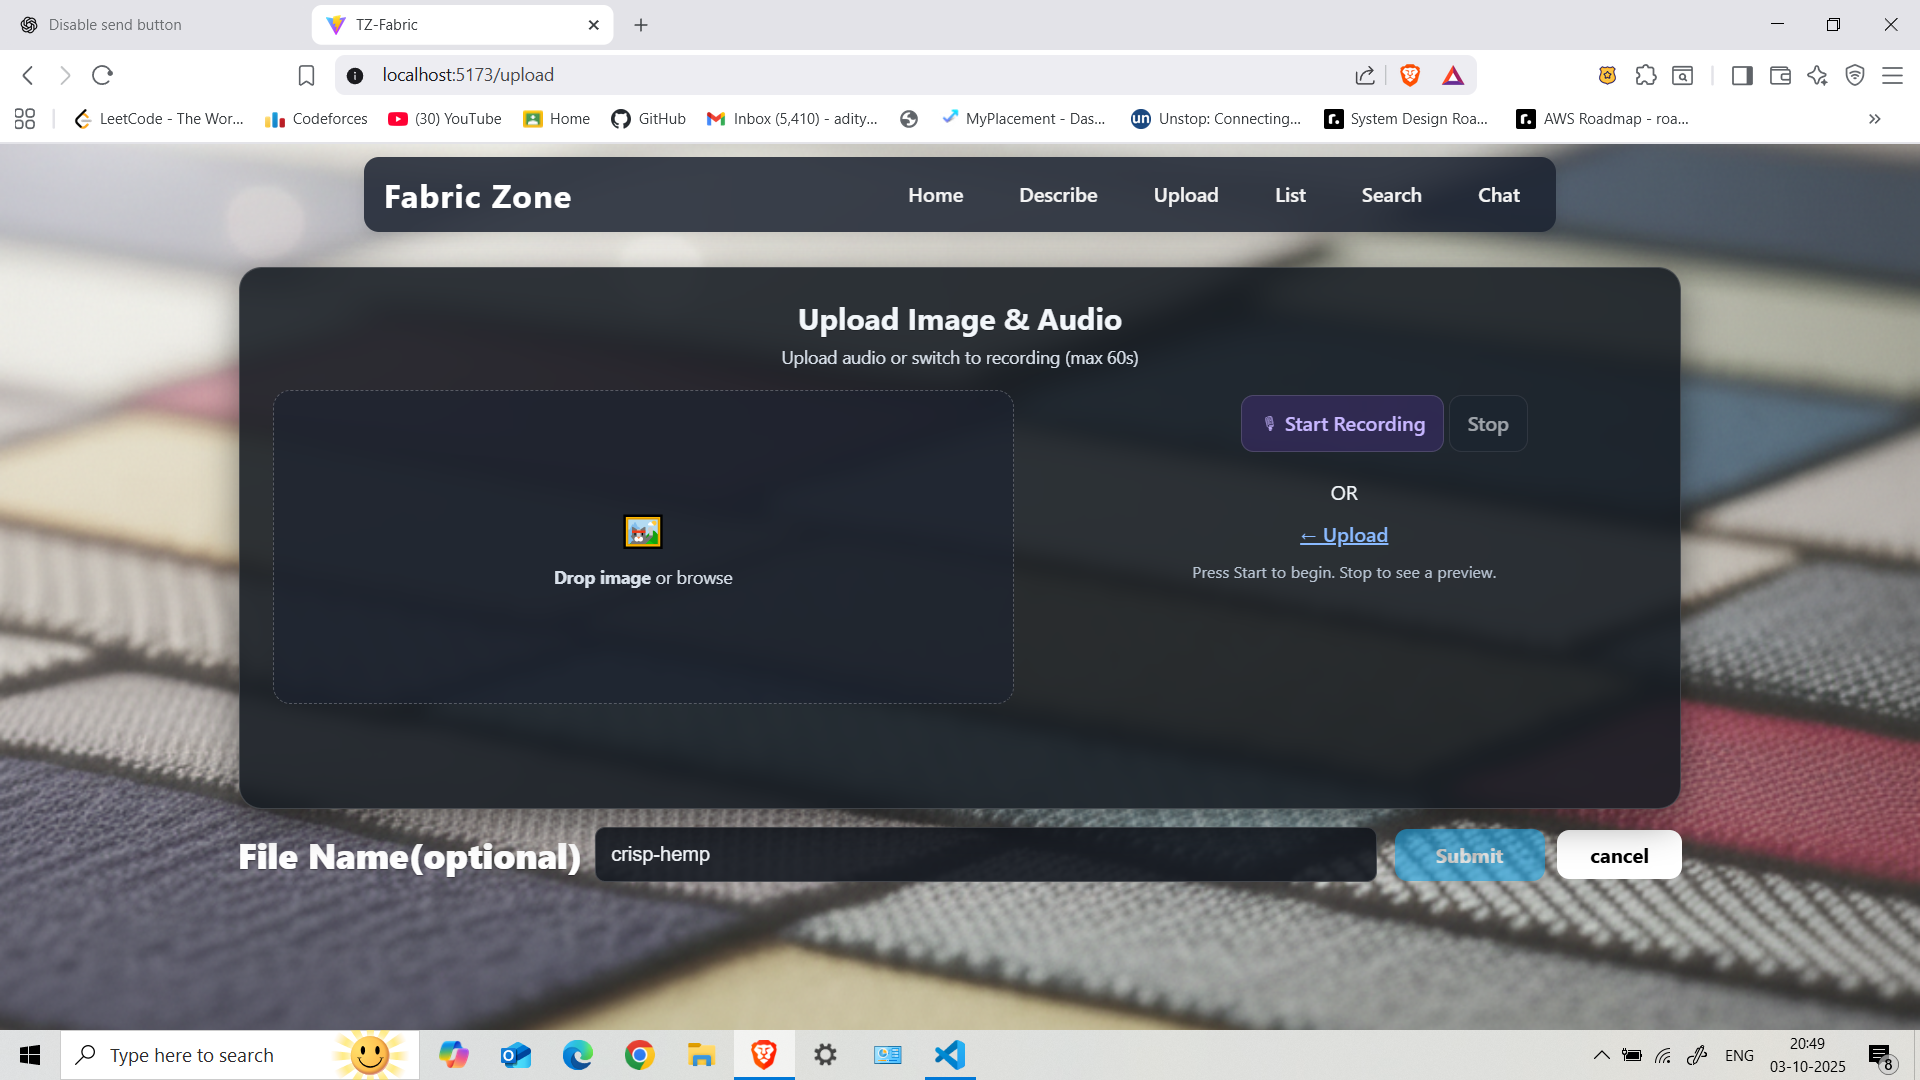 Disable send button
TZ-Fabric
localhost:5173/upload
LeetCode - The Wor...
Codeforces
(30) YouTube
Home
GitHub
Inbox (5,410) - adity...
MyPlacement - Das...
un
Unstop: Connecting...
r.
System Design Roa...
r.
AWS Roadmap - roa...
Fabric Zone
Home
Describe
Upload
List
Search
Chat
Upload Image & Audio
Upload audio or switch to recording (max 60s)
Drop image or browse
Start Recording
Stop
OR
← Upload
Press Start to begin. Stop to see a preview.
File Name(optional)
crisp-hemp
Submit
cancel
Type here to search
ENG
20:49
03-10-2025
8